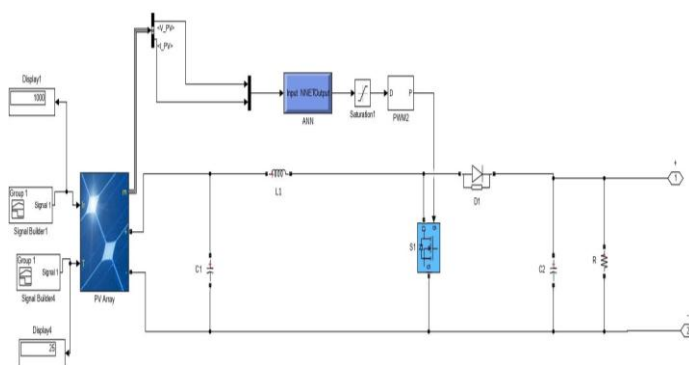 <V_PV>
<I_PV>
Display1
1000
Input NNETOutput
ANN
Saturation1
D P
PWM2
Group 1
Signal 1
Signal Builder1
L1
D1
+
1
S1
Group 1
Signal 1
Signal Builder4
PV Array
C1
C2
R
Display4
25
-
2